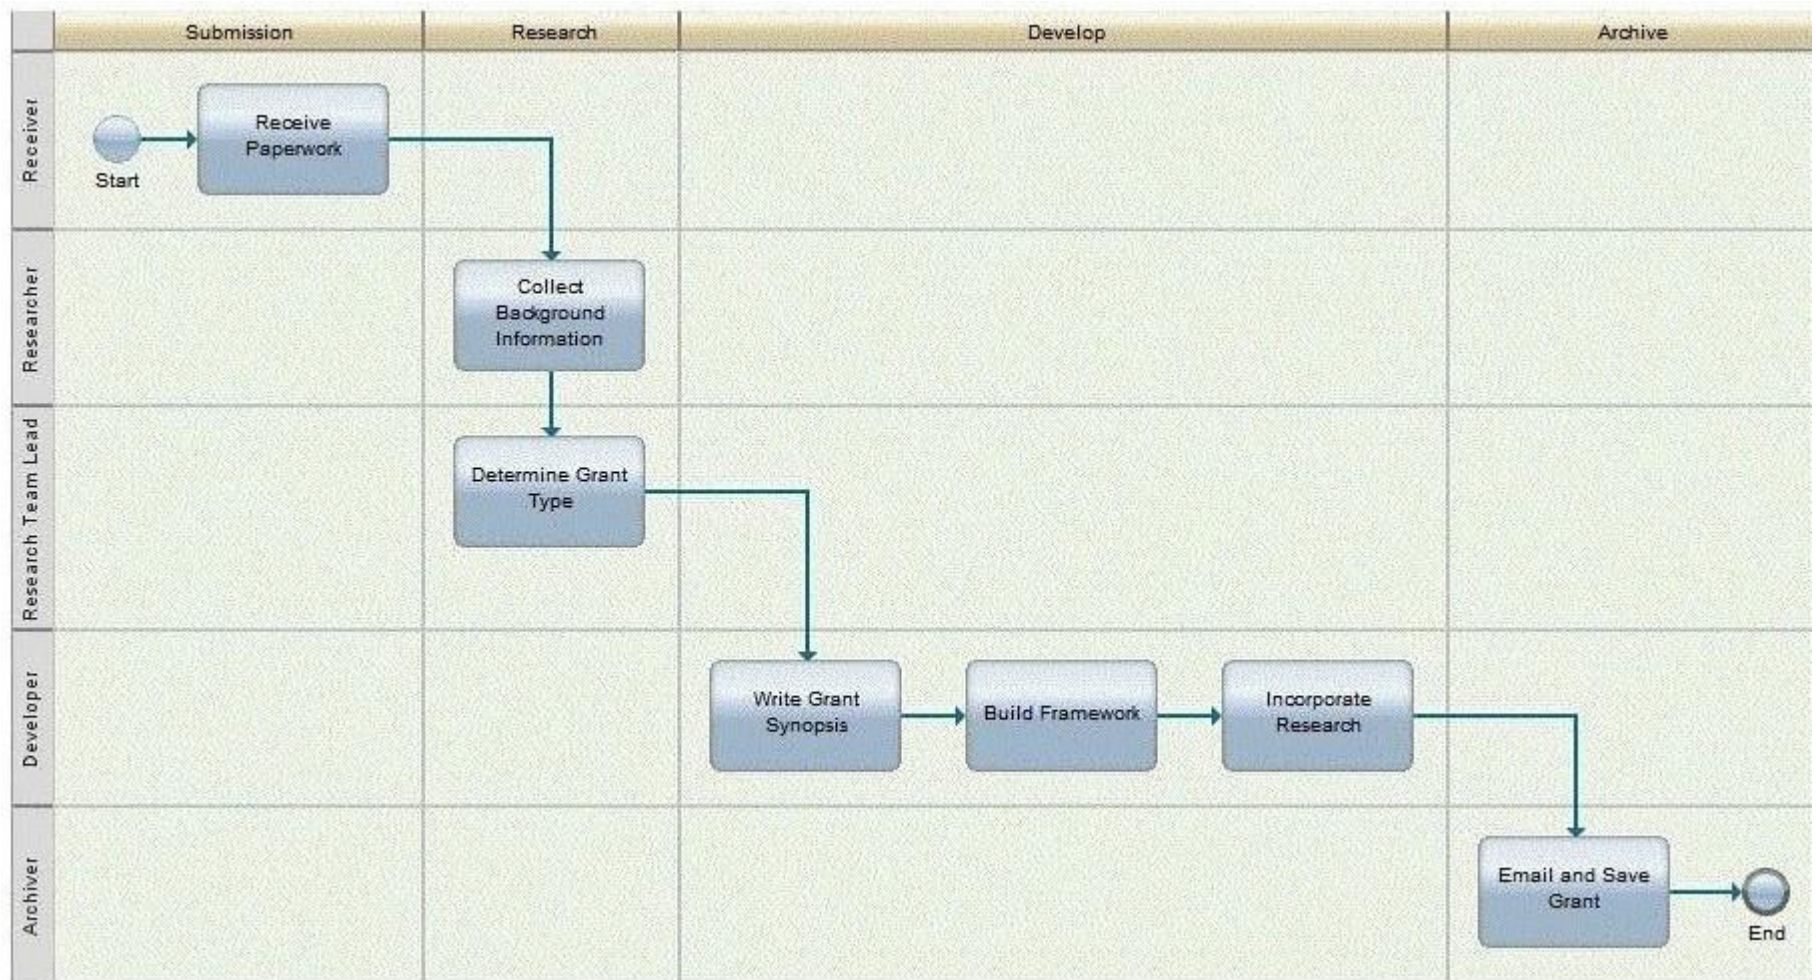 Submission
Research
Develop
Archive
Receiver
Start
Receive
Paperwork
Researcher
Collect
Background
Information
Research Team Lead
Determine Grant
Type
Developer
Write Grant
Synopsis
Build Framework
Incorporate
Research
Archiver
Email and Save
Grant
End